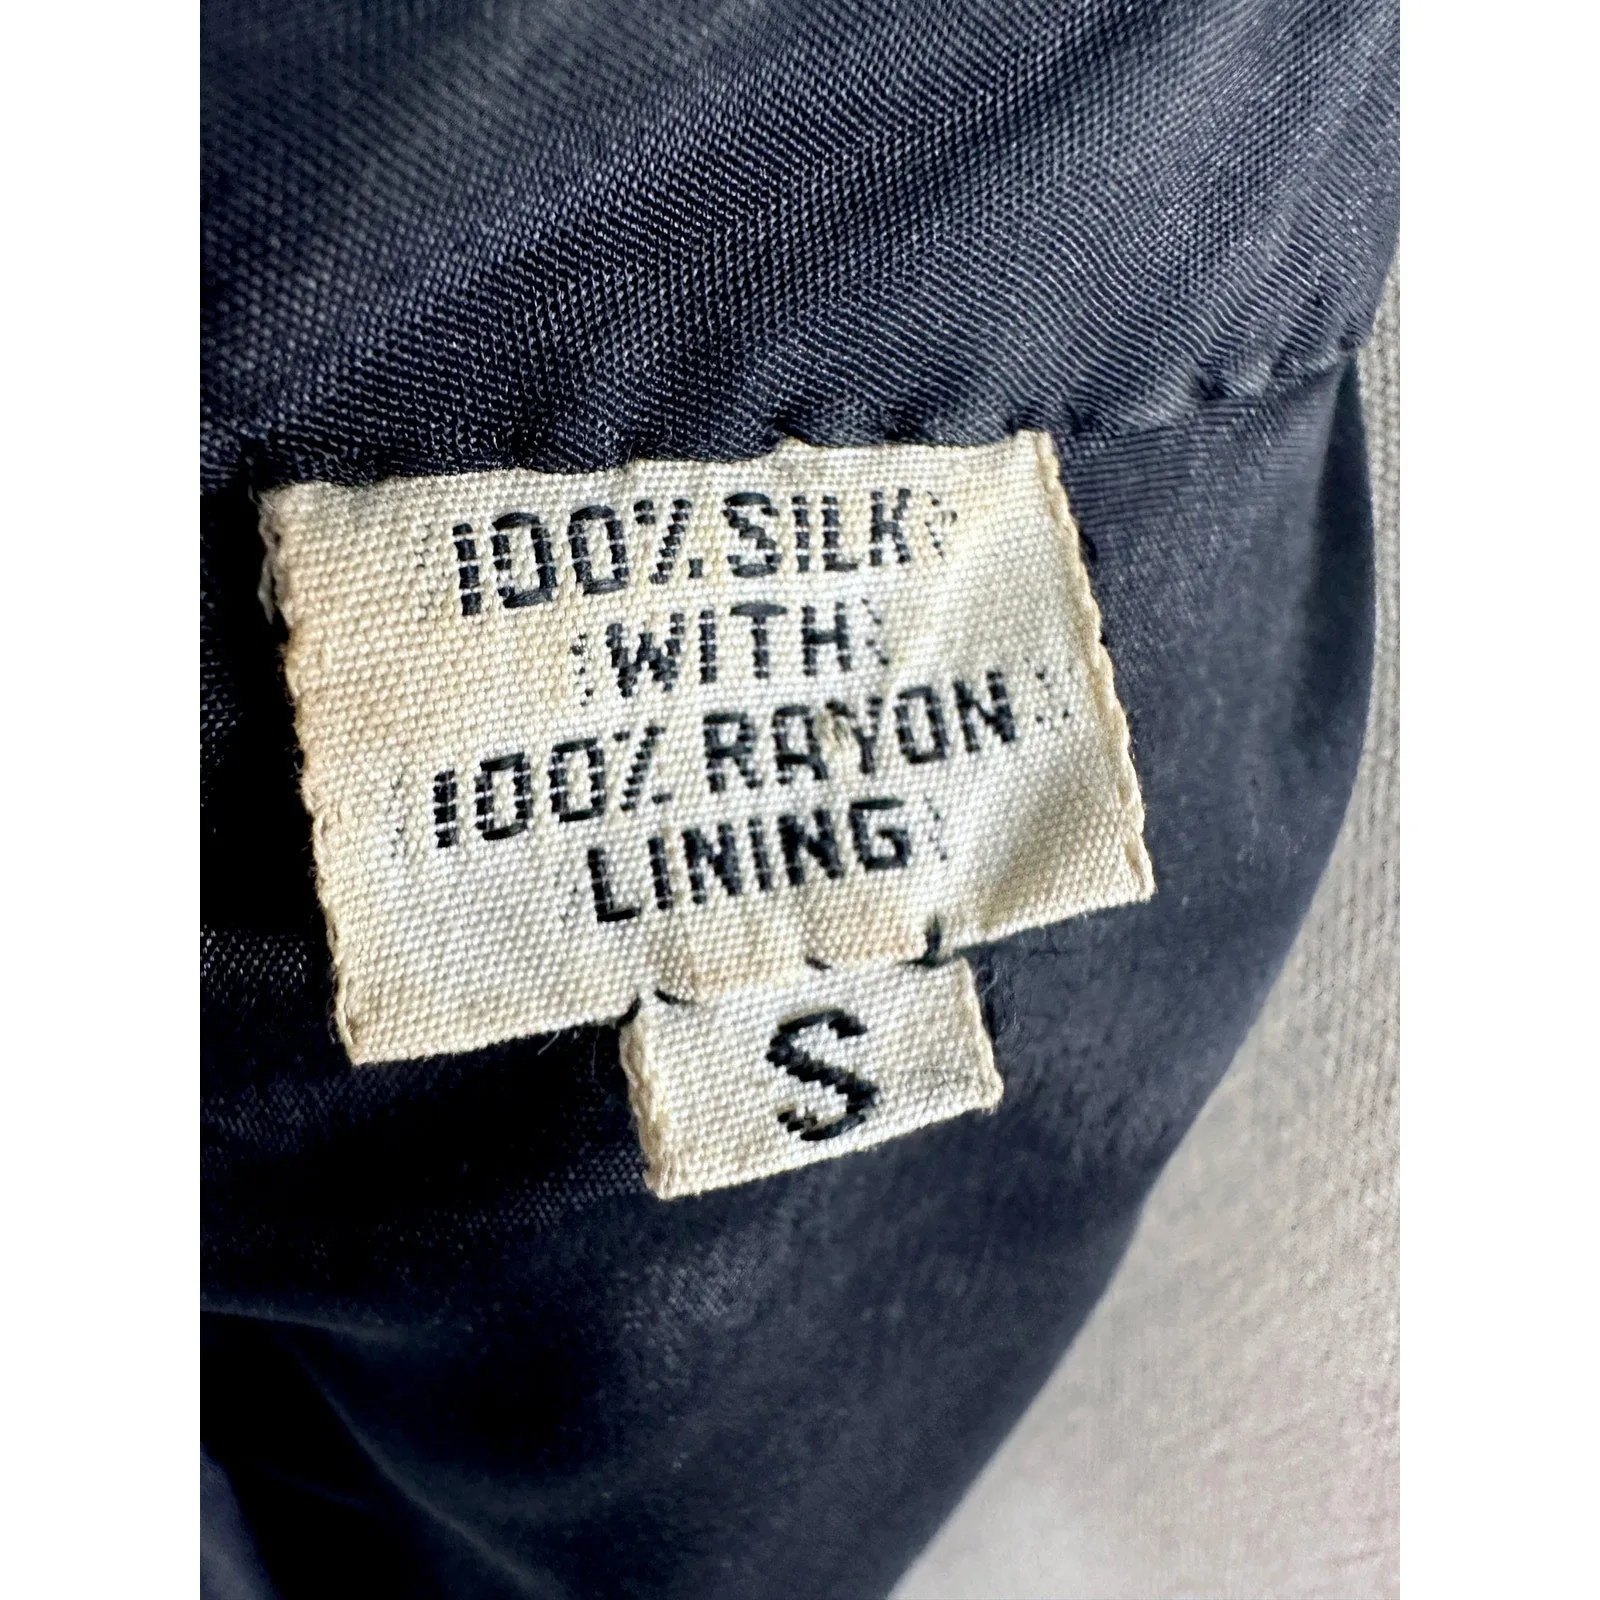 100% SILK
WITH
100% RAYON
LINING
S